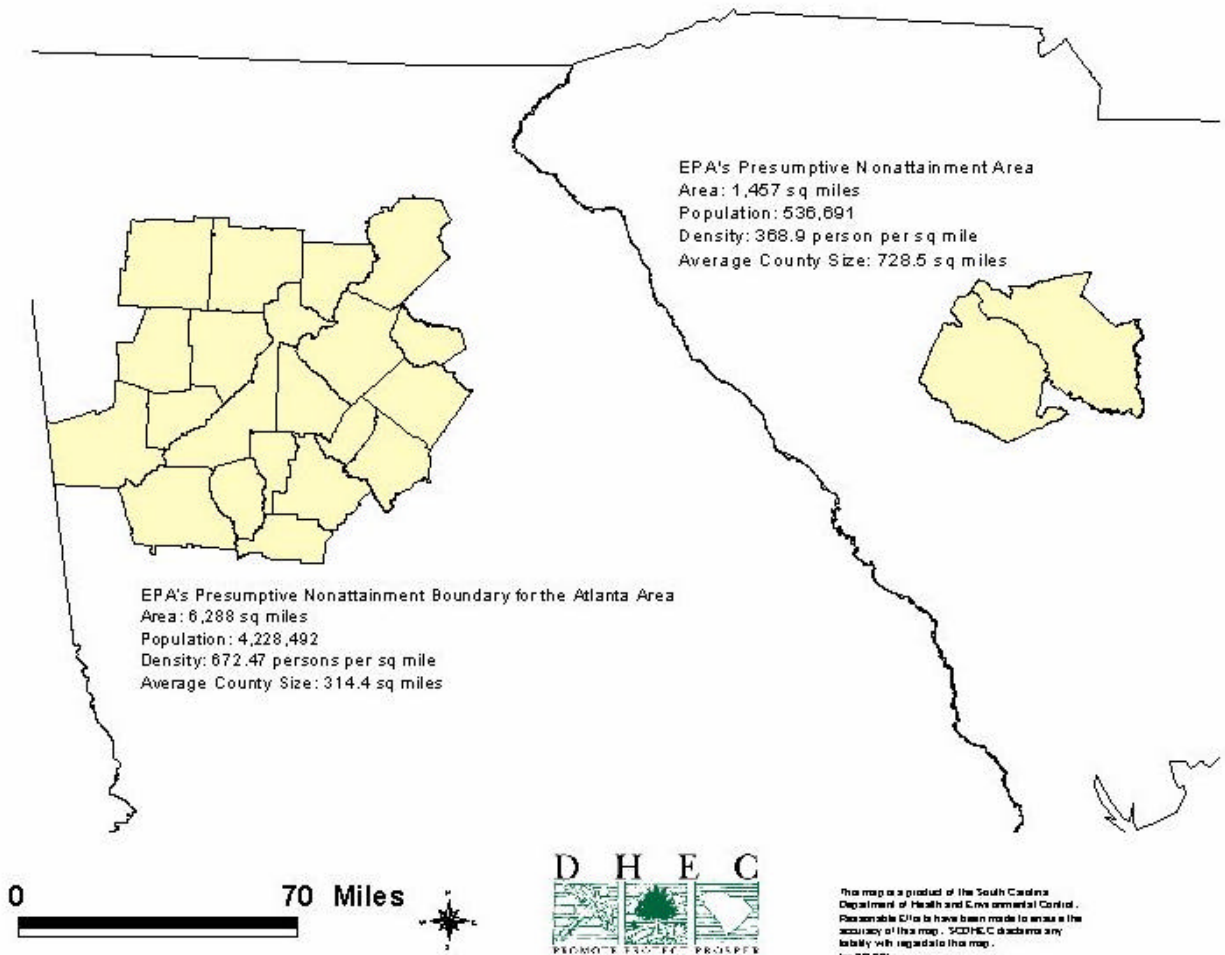 EPA's Presumptive Nonattainment Area
Area: 1,457 sq miles
Population: 536,691
Density: 368.9 person per sq mile
Average County Size: 728.5 sq miles
EPA's Presumptive Nonattainment Boundary for the Atlanta Area
Area: 6,288 sq miles
Population: 4,228,492
Density: 672.47 persons per sq mile
Average County Size: 314.4 sq miles
0 70 Miles
N
W E
S
D H E C
PROMOTE PROTECT PROSPER
This map is a product of the South Carolina
Department of Health and Environmental Control.
Reasonable Efforts have been made to ensure the
accuracy of this map. SCDHEC disclaims any
liability with regards to this map.